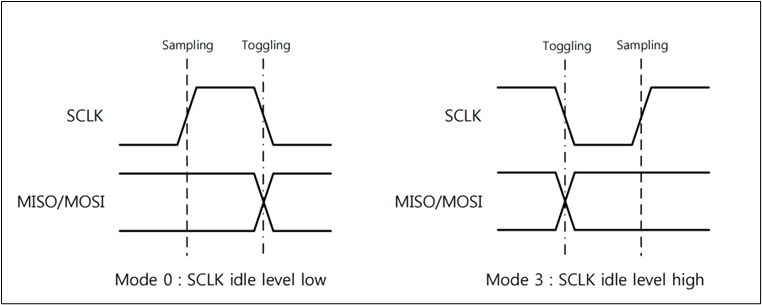 Sampling Toggling
SCLK
MISO/MOSI
Mode 0 : SCLK idle level low
Toggling Sampling
SCLK
MISO/MOSI
Mode 3 : SCLK idle level high